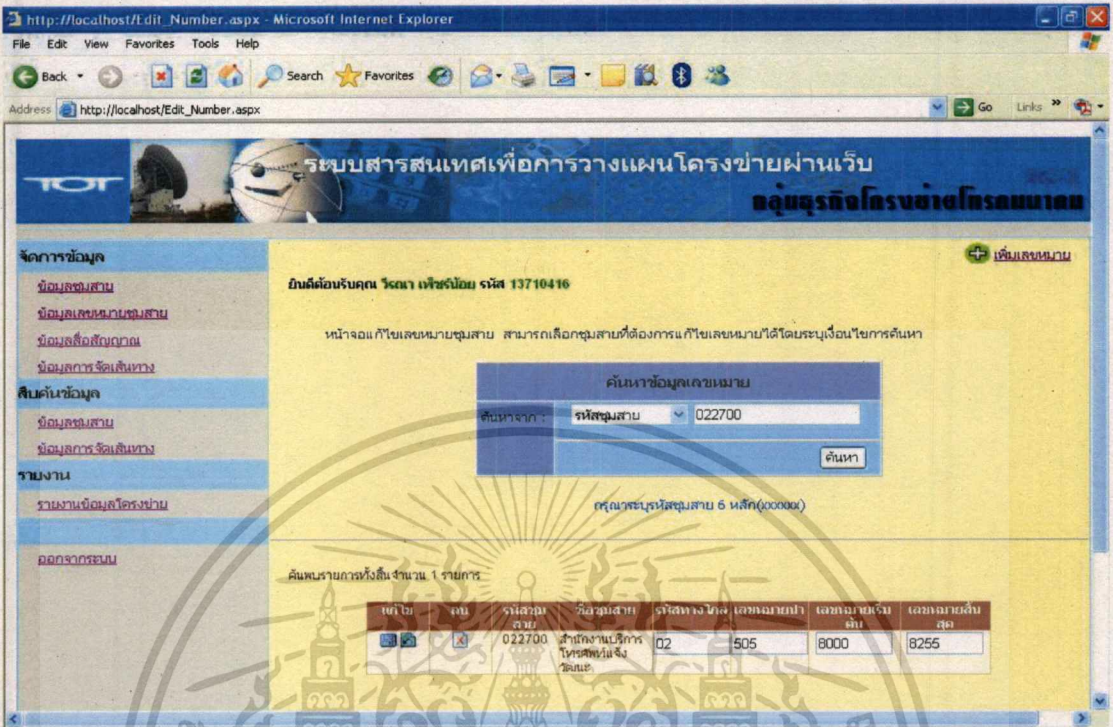 http://localhost/Edit_Number.aspx - Microsoft Internet Explorer
File Edit View Favorites Tools Help
Back Search Favorites
Address http://localhost/Edit_Number.aspx Go Links
TOT
ระบบสารสนเทศเพื่อการวางแผนโครงข่ายผ่านเว็บ
กลุ่มธุรกิจโครงข่ายโทรคมนาคม
จัดการข้อมูล
ข้อมูลชุมสาย
ข้อมูลเลขหมายชุมสาย
ข้อมูลสื่อสัญญาณ
ข้อมูลการจัดเส้นทาง
สืบค้นข้อมูล
ข้อมูลชุมสาย
ข้อมูลการจัดเส้นทาง
รายงาน
รายงานข้อมูลโครงข่าย
ออกจากระบบ
เพิ่มเลขหมาย
ยินดีต้อนรับคุณ วีณา เพ็ชร์น้อย รหัส 13710416
หน้าจอแก้ไขเลขหมายชุมสาย สามารถเลือกชุมสายที่ต้องการแก้ไขเลขหมายได้โดยระบุเงื่อนไขการค้นหา
ค้นหาข้อมูลเลขหมาย
ค้นหาจาก : รหัสชุมสาย 022700
ค้นหา
กรุณาระบุรหัสชุมสาย 6 หลัก(xxxxxx)
ค้นพบรายการทั้งสิ้นจำนวน 1 รายการ
แก้ไข ลบ รหัสชุมสาย ชื่อชุมสาย รหัสทางไกล เลขหมายนำ เลขหมายเริ่มต้น เลขหมายสิ้นสุด
022700 สำนักงานบริการโทรศัพท์แจ้งวัฒนะ 02 505 8000 8255